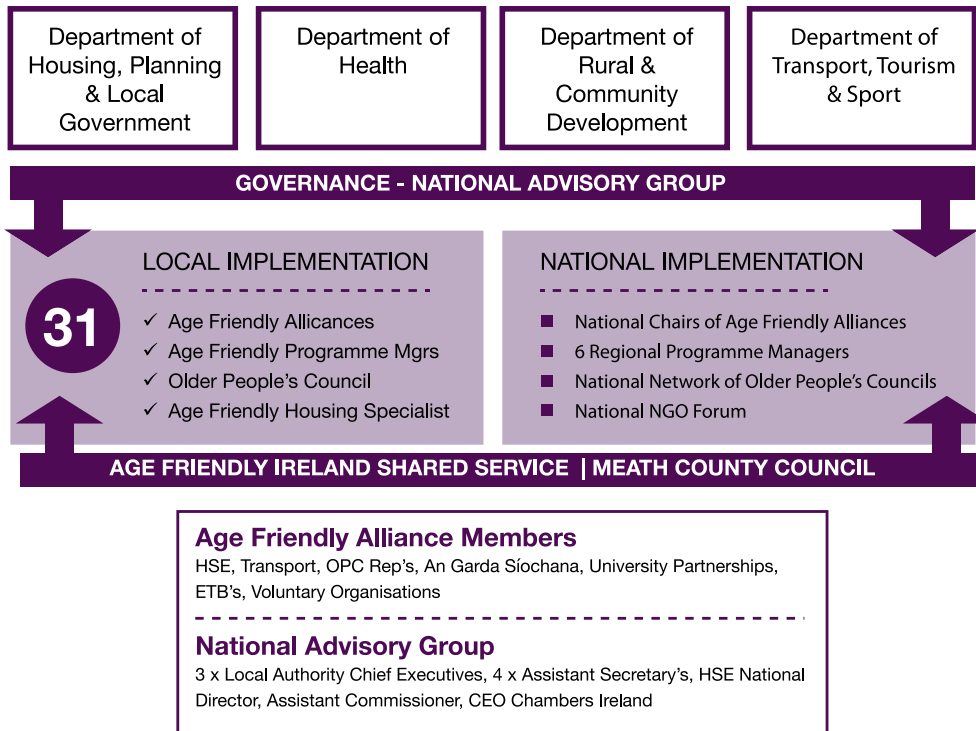 Department of
Housing, Planning
& Local
Government
Department of
Health
Department of
Rural &
Community
Development
Department of
Transport, Tourism
& Sport
GOVERNANCE - NATIONAL ADVISORY GROUP
31
LOCAL IMPLEMENTATION
✓ Age Friendly Allicances
✓ Age Friendly Programme Mgrs
✓ Older People's Council
✓ Age Friendly Housing Specialist
NATIONAL IMPLEMENTATION
■ National Chairs of Age Friendly Alliances
■ 6 Regional Programme Managers
■ National Network of Older People's Councils
■ National NGO Forum
AGE FRIENDLY IRELAND SHARED SERVICE | MEATH COUNTY COUNCIL
Age Friendly Alliance Members
HSE, Transport, OPC Rep's, An Garda Síochana, University Partnerships,
ETB's, Voluntary Organisations
National Advisory Group
3 x Local Authority Chief Executives, 4 x Assistant Secretary's, HSE National
Director, Assistant Commissioner, CEO Chambers Ireland